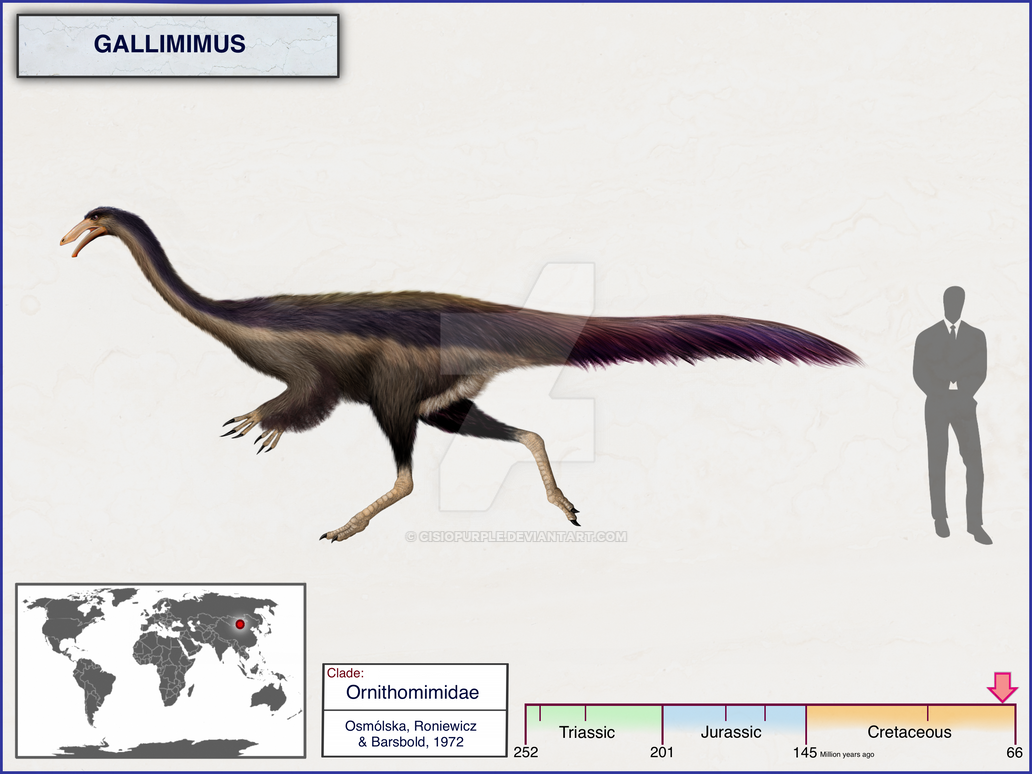 GALLIMIMUS
© CISIOPURPLE.DEVIANTART.COM
Clade:
Ornithomimidae
Osmólska, Roniewicz
& Barsbold, 1972
Triassic
Jurassic
Cretaceous
252
201
145 Million years ago
66